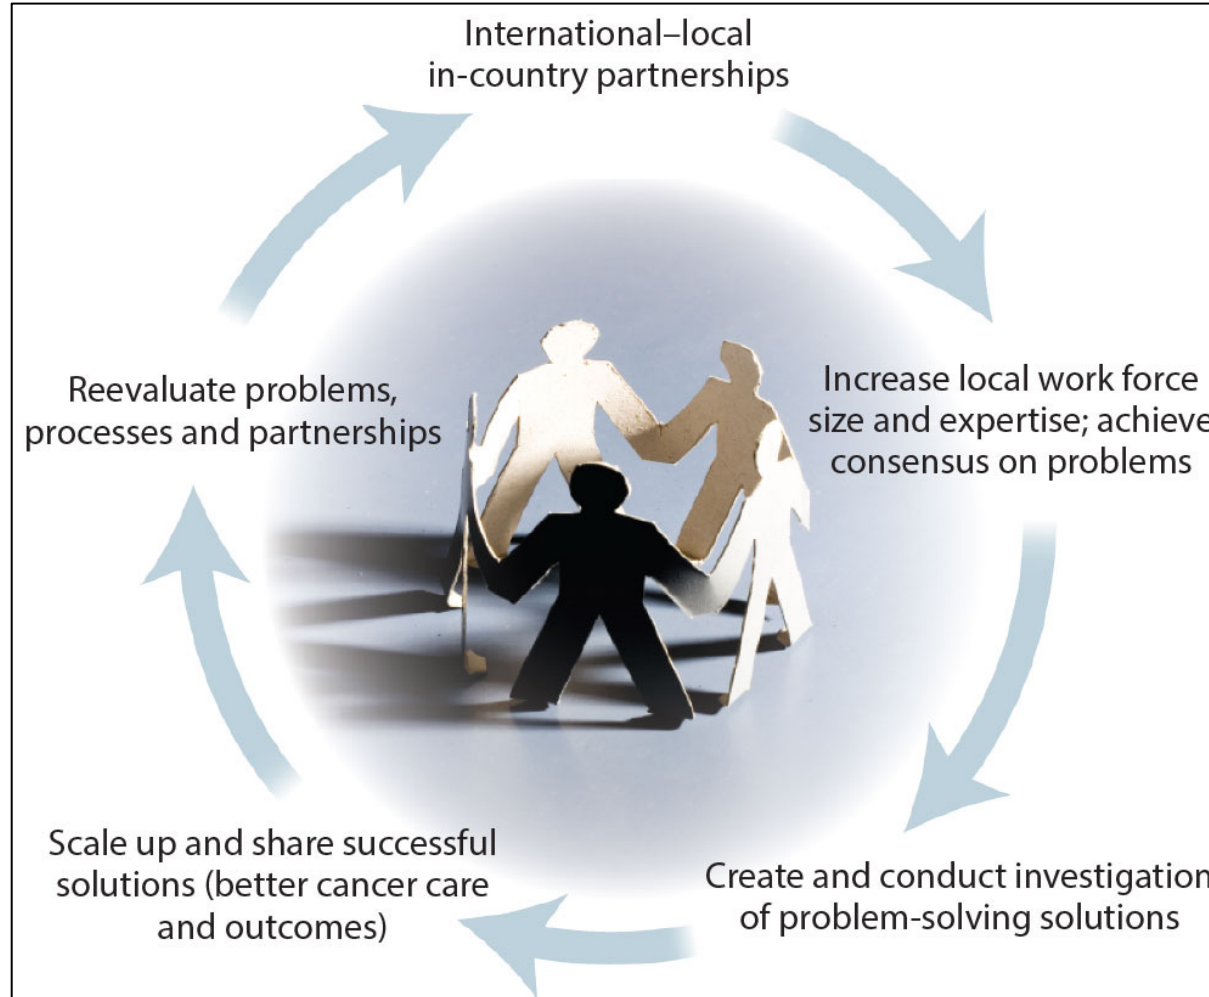 International–local
in-country partnerships
Increase local work force
size and expertise; achieve
consensus on problems
Create and conduct investigation
of problem-solving solutions
Scale up and share successful
solutions (better cancer care
and outcomes)
Reevaluate problems,
processes and partnerships